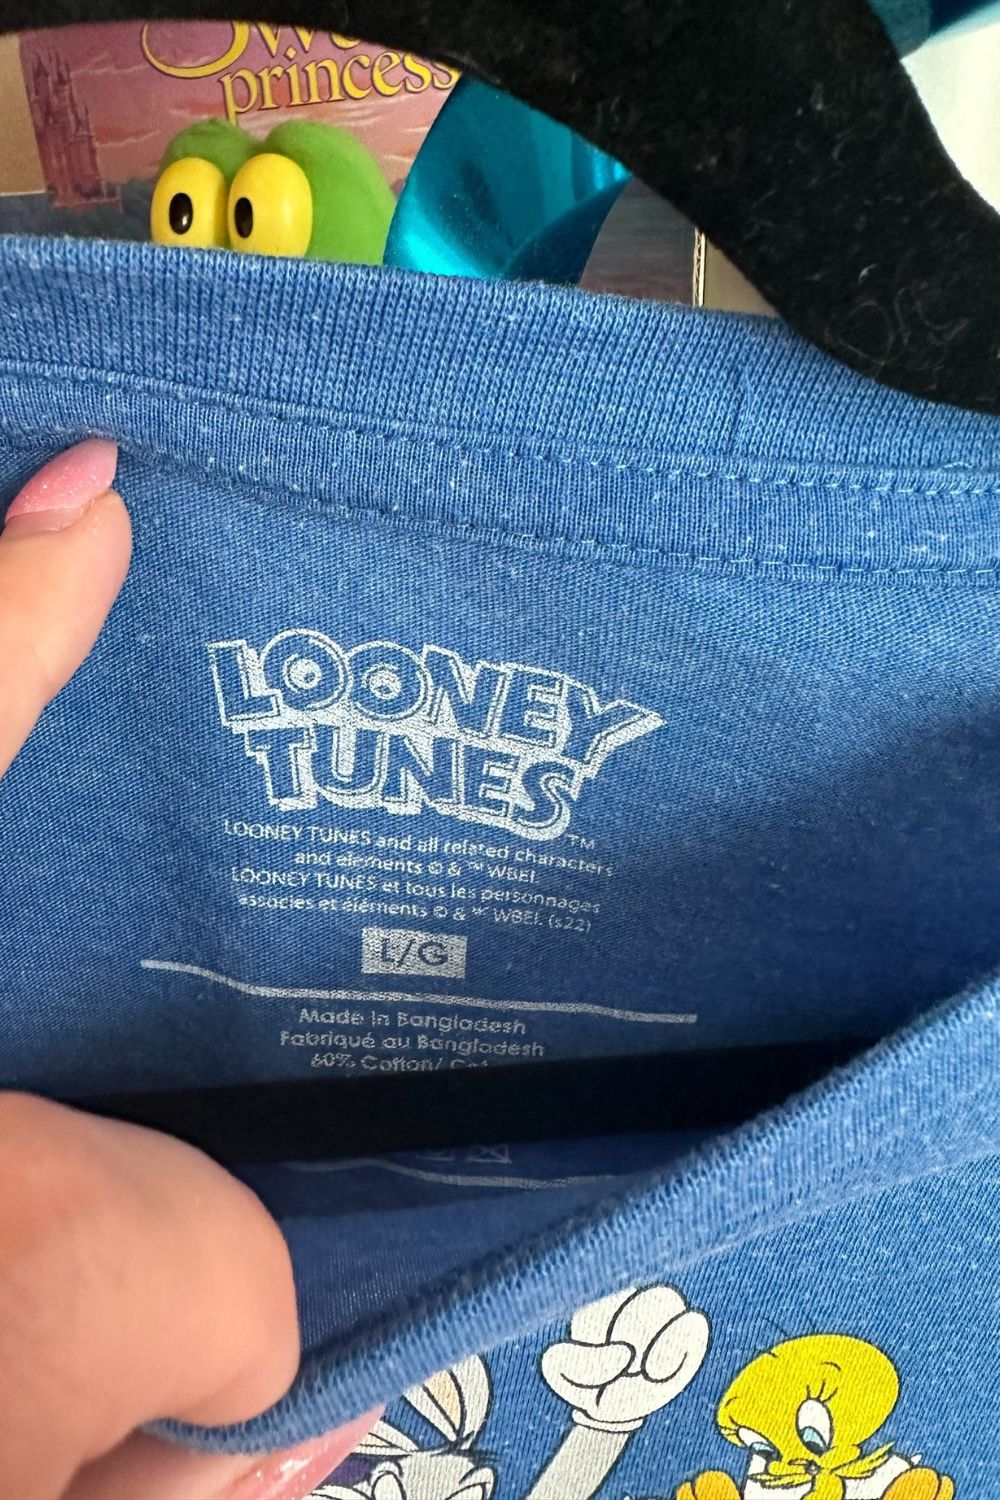 princess
LOONEY
TUNES
™
LOONEY TUNES and all related characters
and elements © & ™ WBEI.
LOONEY TUNES et tous les personnages
associés et éléments © & ᴹᶜ WBEI. (s22)
L/G
Made in Bangladesh
Fabriqué au Bangladesh
60% Cotton/